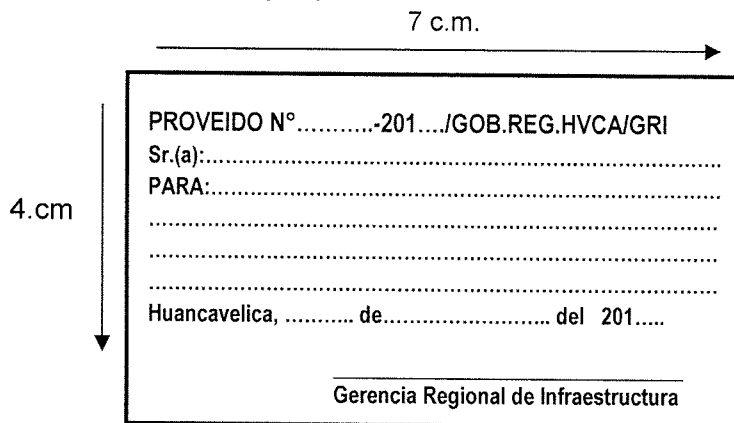 7 c.m.
4.cm
PROVEIDO N°...........-201..../GOB.REG.HVCA/GRI
Sr.(a):.....................................................................................
PARA:....................................................................................
..............................................................................................
..............................................................................................
..............................................................................................
Huancavelica, ........... de........................... del 201.....
Gerencia Regional de Infraestructura